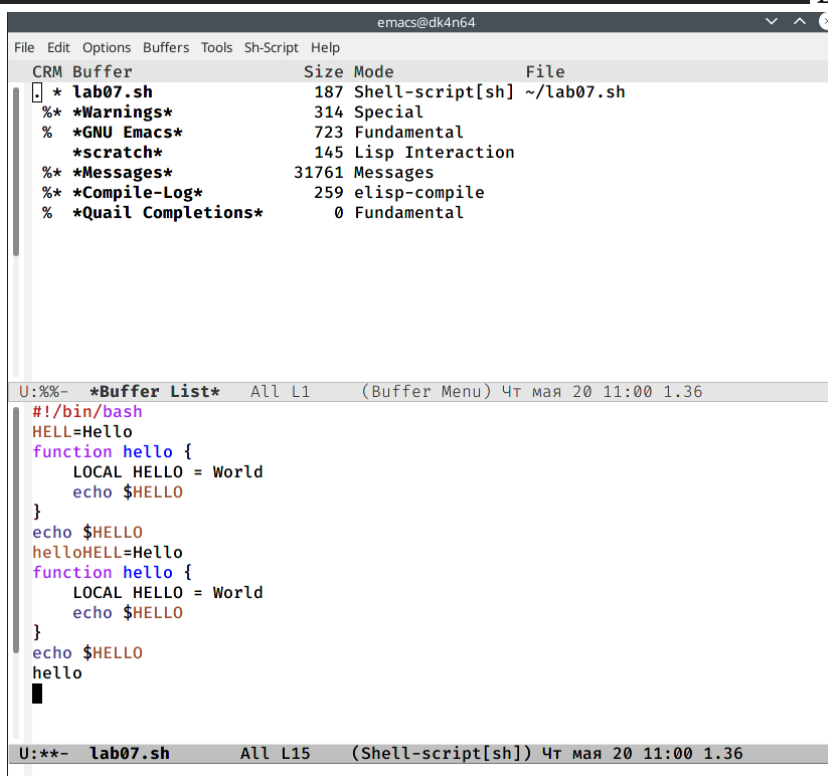 emacs@dk4n64
File Edit Options Buffers Tools Sh-Script Help
CRM Buffer Size Mode File
. * lab07.sh 187 Shell-script[sh] ~/lab07.sh
%* *Warnings* 314 Special
% *GNU Emacs* 723 Fundamental
*scratch* 145 Lisp Interaction
%* *Messages* 31761 Messages
%* *Compile-Log* 259 elisp-compile
% *Quail Completions* 0 Fundamental
U:%%- *Buffer List* All L1 (Buffer Menu) Чт мая 20 11:00 1.36
#!/bin/bash
HELL=Hello
function hello {
LOCAL HELLO = World
echo $HELLO
}
echo $HELLO
helloHELL=Hello
function hello {
LOCAL HELLO = World
echo $HELLO
}
echo $HELLO
hello
U:**- lab07.sh All L15 (Shell-script[sh]) Чт мая 20 11:00 1.36